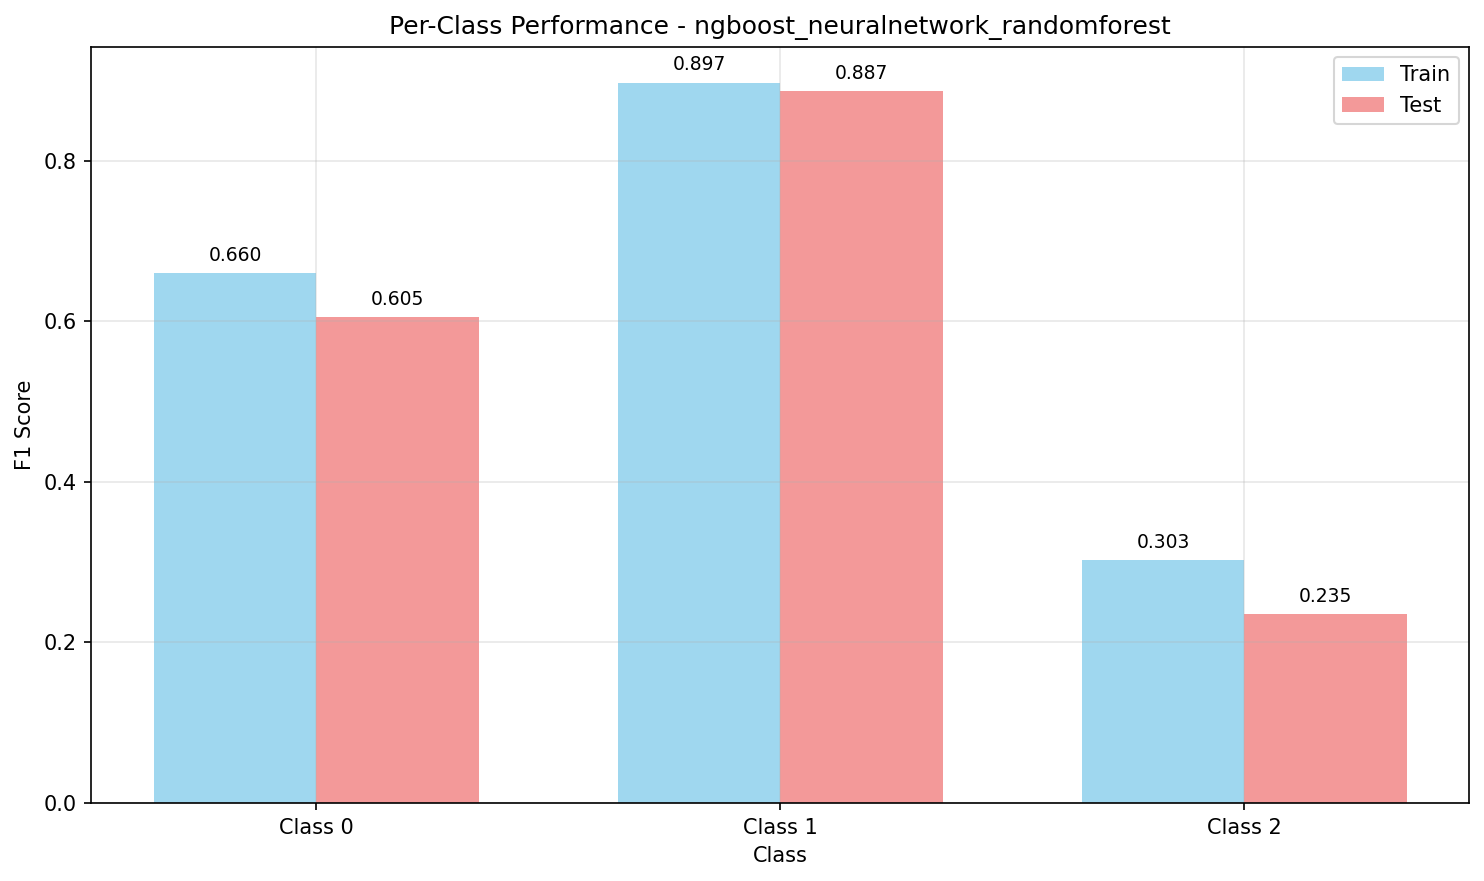 Per-Class Performance - ngboost_neuralnetwork_randomforest
Train
Test
0.897
0.887
0.660
0.605
0.303
0.235
F1 Score
0.8
0.6
0.4
0.2
0.0
Class 0
Class 1
Class 2
Class